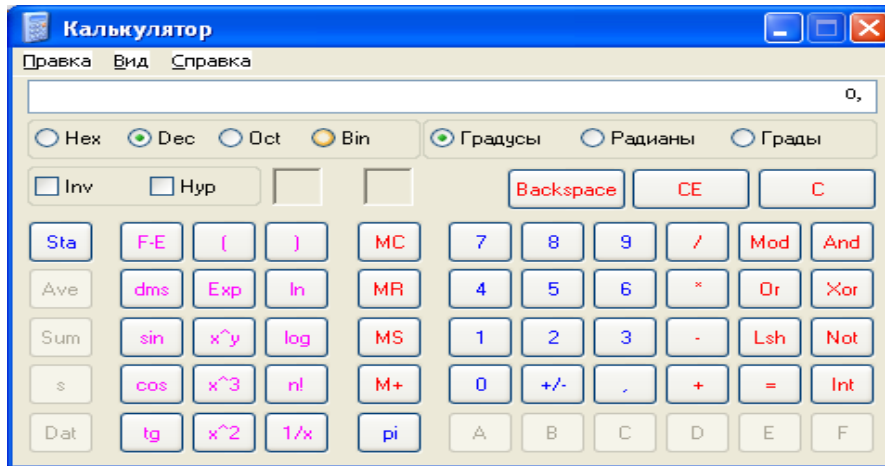 Калькулятор
Правка Вид Справка
0,
Hex Dec Oct Bin Градусы Радианы Грады
Inv Hyp Backspace CE C
Sta F-E ( ) MC 7 8 9 / Mod And
Ave dms Exp ln MR 4 5 6 * Or Xor
Sum sin x^y log MS 1 2 3 - Lsh Not
s cos x^3 n! M+ 0 +/- , + = Int
Dat tg x^2 1/x pi A B C D E F